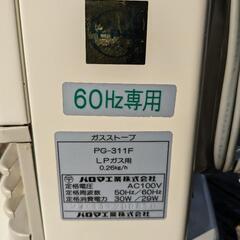 60Hz専用
ガスストーブ
PG-311F
LPガス用
0.26kg/h
パロマ工業株式会社
定格電圧 AC100V
定格周波数 50Hz/60Hz
定格消費電力 30W/29W
パロマ工業株式会社